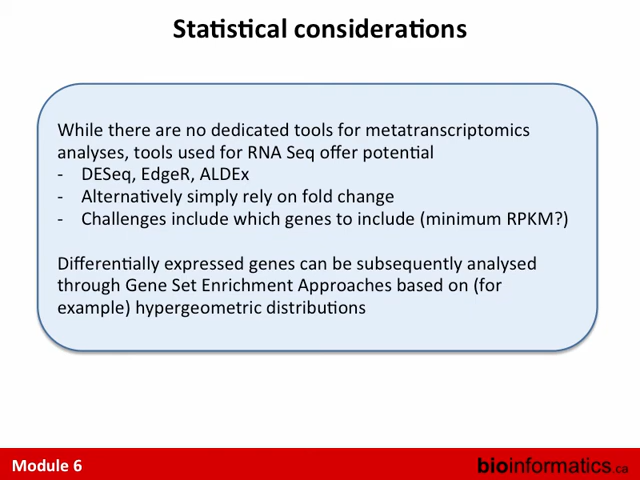 Statistical considerations
While there are no dedicated tools for metatranscriptomics
analyses, tools used for RNA Seq offer potential
- DESeq, EdgeR, ALDEx
- Alternatively simply rely on fold change
- Challenges include which genes to include (minimum RPKM?)
Differentially expressed genes can be subsequently analysed
through Gene Set Enrichment Approaches based on (for
example) hypergeometric distributions
Module 6
bioinformatics.ca